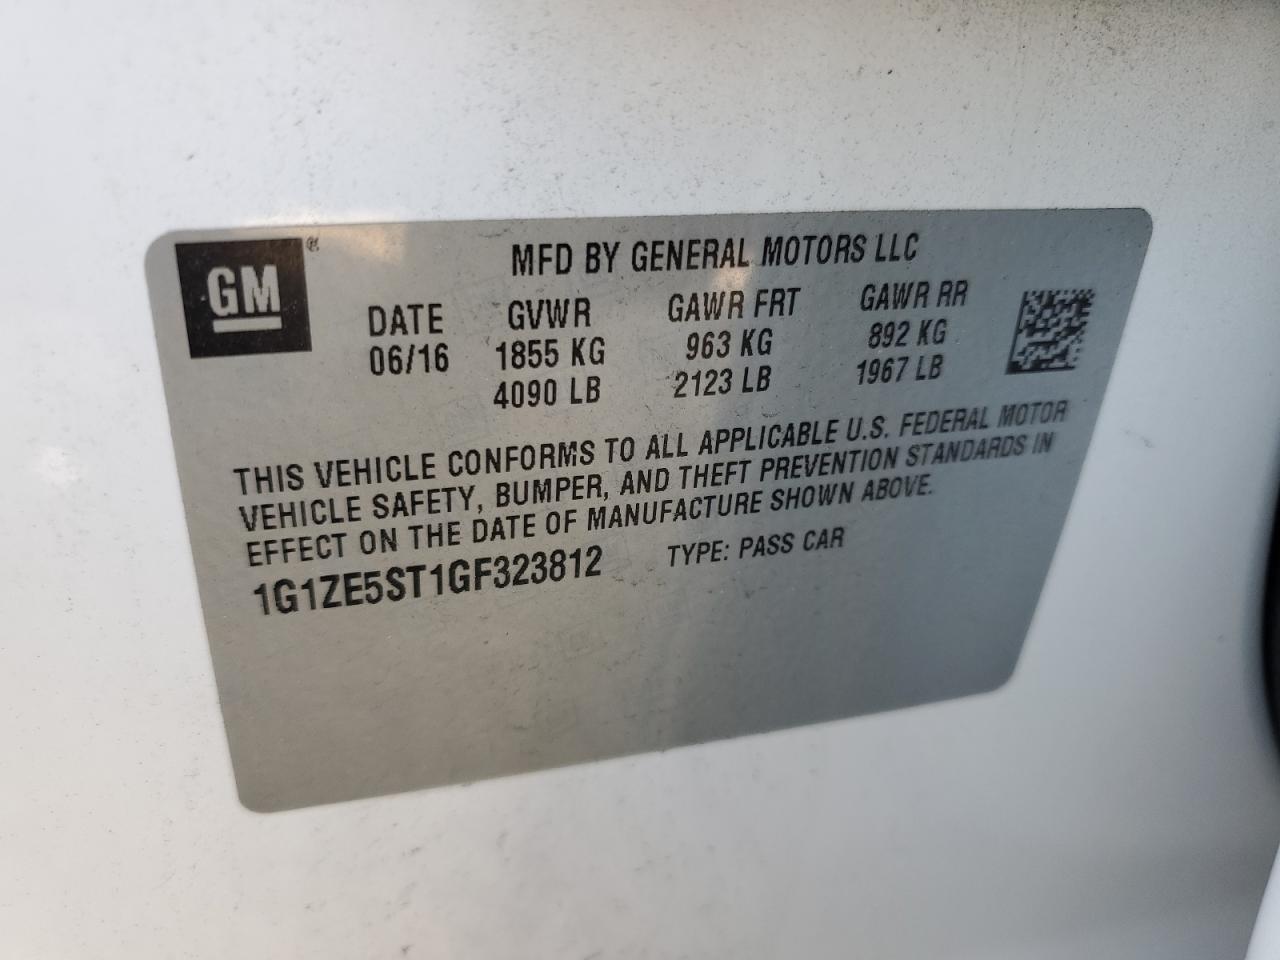 GM ®
MFD BY GENERAL MOTORS LLC
DATE GVWR GAWR FRT GAWR RR
06/16 1855 KG 963 KG 892 KG
4090 LB 2123 LB 1967 LB
THIS VEHICLE CONFORMS TO ALL APPLICABLE U.S. FEDERAL MOTOR
VEHICLE SAFETY, BUMPER, AND THEFT PREVENTION STANDARDS IN
EFFECT ON THE DATE OF MANUFACTURE SHOWN ABOVE.
1G1ZE5ST1GF323812 TYPE: PASS CAR